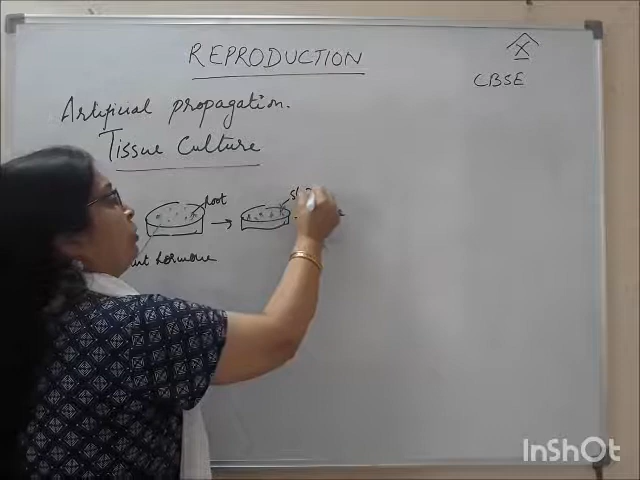 REPRODUCTION
X
CBSE
Artificial propagation.
Tissue Culture
Root
hormone
InShOt